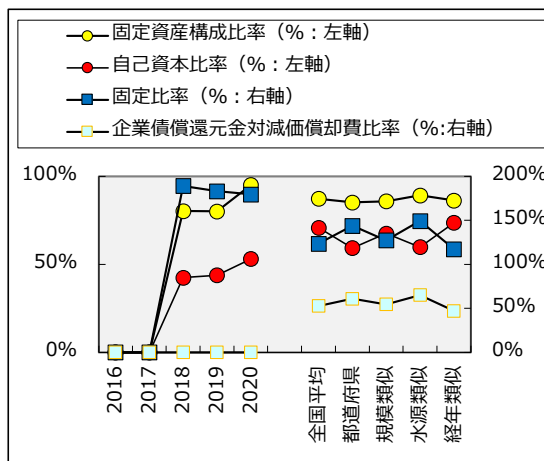 固定資産構成比率（%：左軸）
自己資本比率（%：左軸）
固定比率（%：右軸）
企業債償還元金対減価償却費比率（%:右軸）
100%
50%
0%
200%
150%
100%
50%
0%
2016
2017
2018
2019
2020
全国平均
都道府県
規模類似
水源類似
経年類似